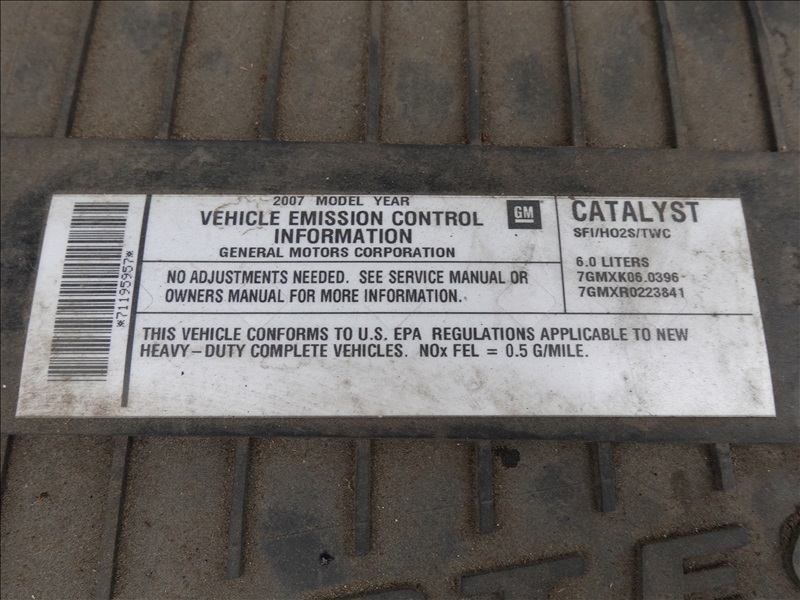 2007 MODEL YEAR
VEHICLE EMISSION CONTROL
INFORMATION
GENERAL MOTORS CORPORATION
GM
NO ADJUSTMENTS NEEDED. SEE SERVICE MANUAL OR
OWNERS MANUAL FOR MORE INFORMATION.
CATALYST
SFI/HO2S/TWC
6.0 LITERS
7GMXK06.0396
7GMXR0223841
THIS VEHICLE CONFORMS TO U.S. EPA REGULATIONS APPLICABLE TO NEW
HEAVY-DUTY COMPLETE VEHICLES. NOx FEL = 0.5 G/MILE.
*71195957*